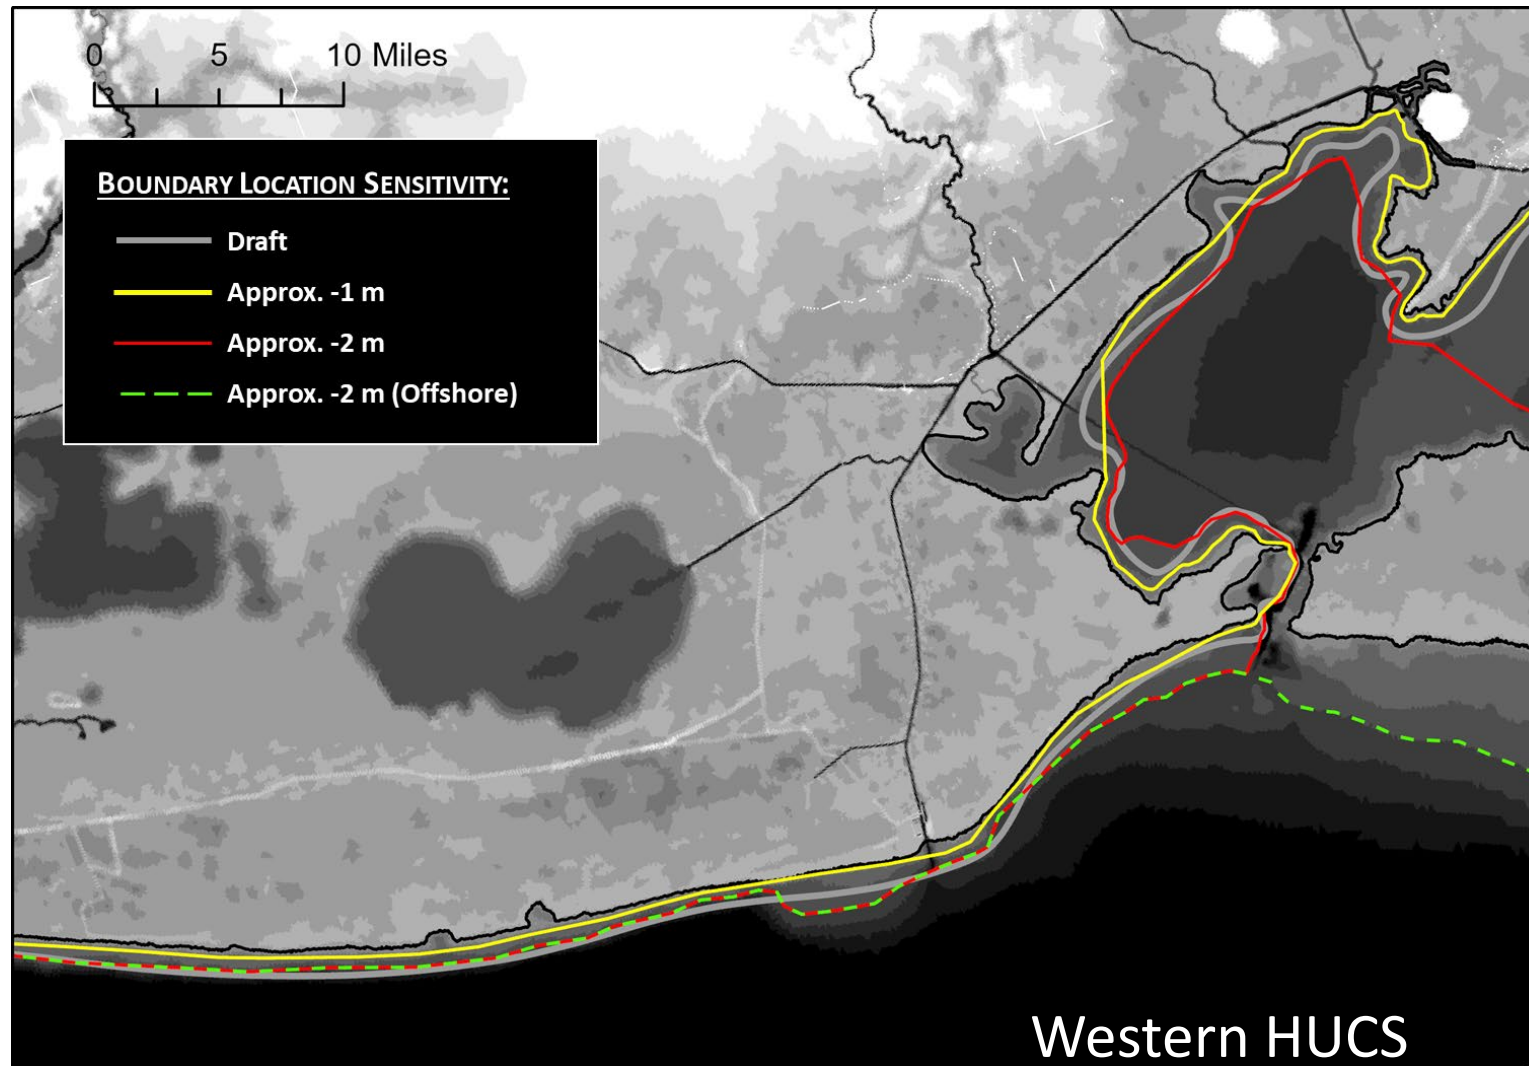 0 5 10 Miles
BOUNDARY LOCATION SENSITIVITY:
Draft
Approx. -1 m
Approx. -2 m
Approx. -2 m (Offshore)
Western HUCS